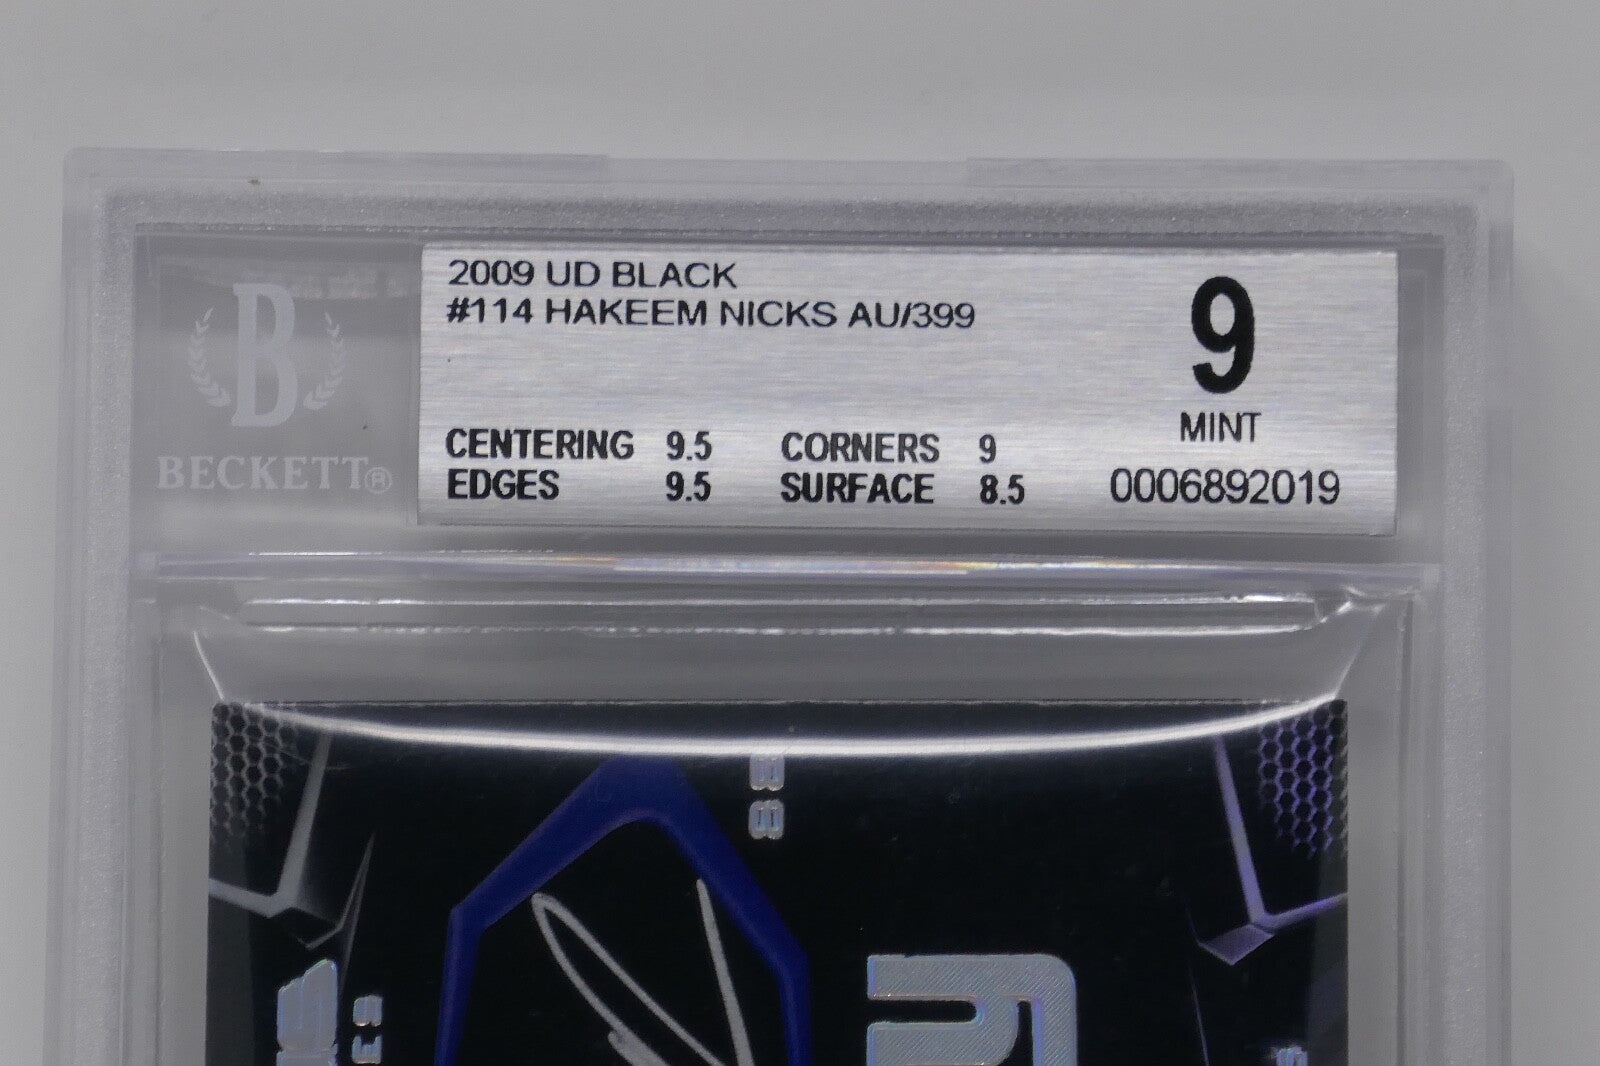 2009 UD BLACK
#114 HAKEEM NICKS AU/399
9
MINT
CENTERING 9.5 CORNERS 9
EDGES 9.5 SURFACE 8.5
0006892019
B
BECKETT®
88